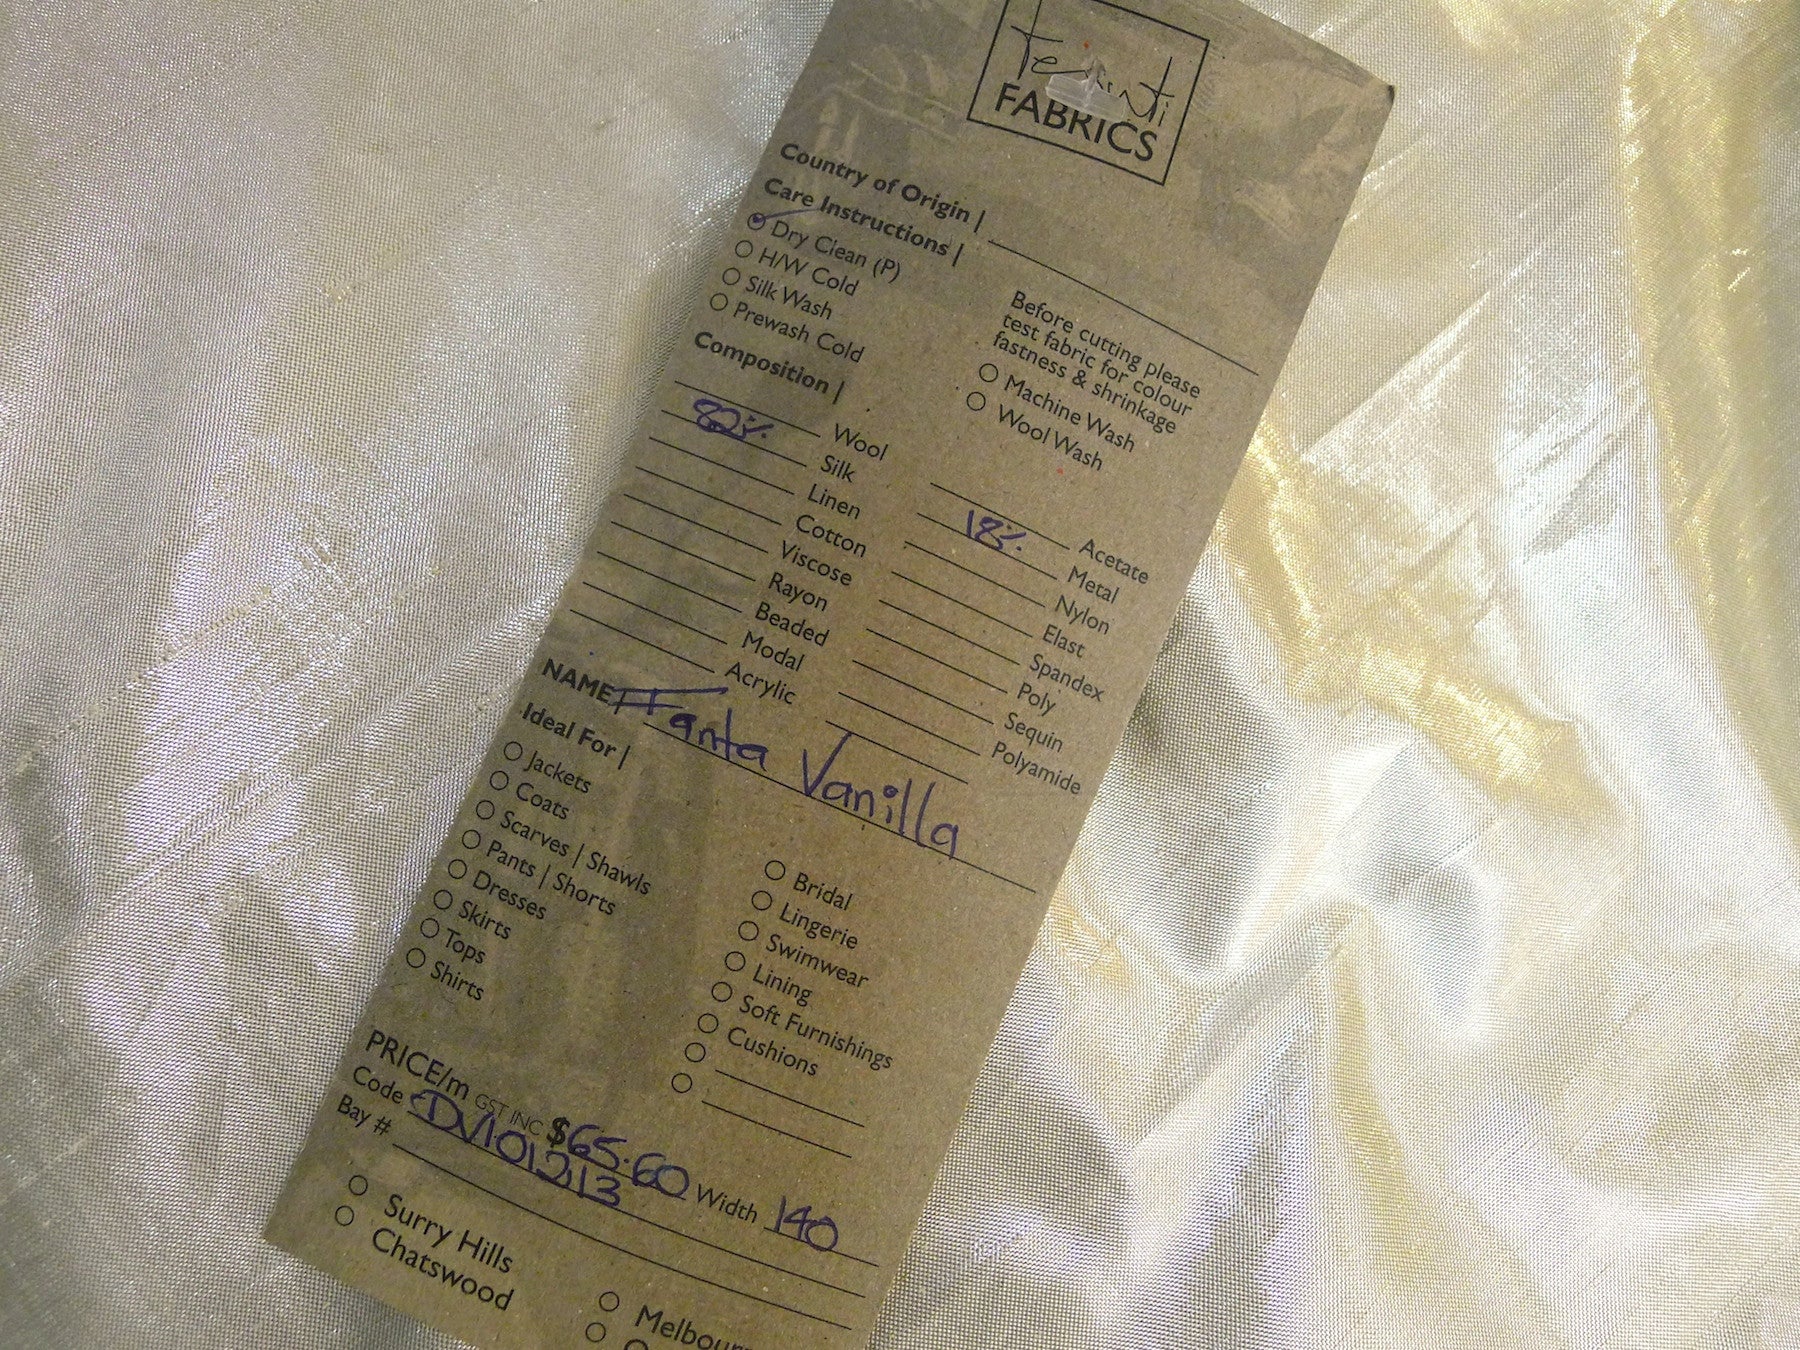 FABRICS
Country of Origin |
Care Instructions |
Dry Clean (P)
H/W Cold
Silk Wash
Prewash Cold
Before cutting please
test fabric for colour
fastness & shrinkage
Machine Wash
Wool Wash
Composition |
Wool
82% Silk
Linen
Cotton
Viscose
Rayon
Beaded
Modal
Acrylic
Acetate
18% Metal
Nylon
Elast
Spandex
Poly
Sequin
Polyamide
NAME | Fanta Vanilla
Ideal For |
Jackets
Coats
Scarves | Shawls
Pants | Shorts
Dresses
Skirts
Tops
Shirts
Bridal
Lingerie
Swimwear
Lining
Soft Furnishings
Cushions
PRICE/m GST INC $65.60 Width 140
Code DV101213
Bay #
Surry Hills
Chatswood